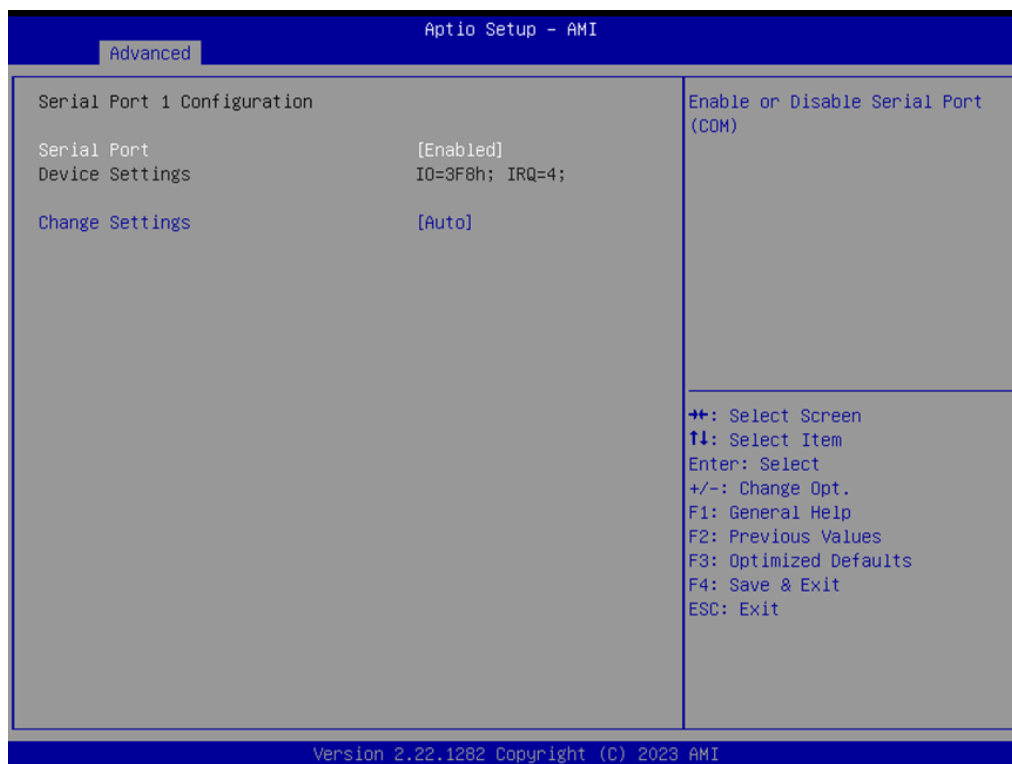 Aptio Setup – AMI
Advanced
Serial Port 1 Configuration
Serial Port [Enabled]
Device Settings IO=3F8h; IRQ=4;
Change Settings [Auto]
Enable or Disable Serial Port
(COM)
→←: Select Screen
↑↓: Select Item
Enter: Select
+/-: Change Opt.
F1: General Help
F2: Previous Values
F3: Optimized Defaults
F4: Save & Exit
ESC: Exit
Version 2.22.1282 Copyright (C) 2023 AMI